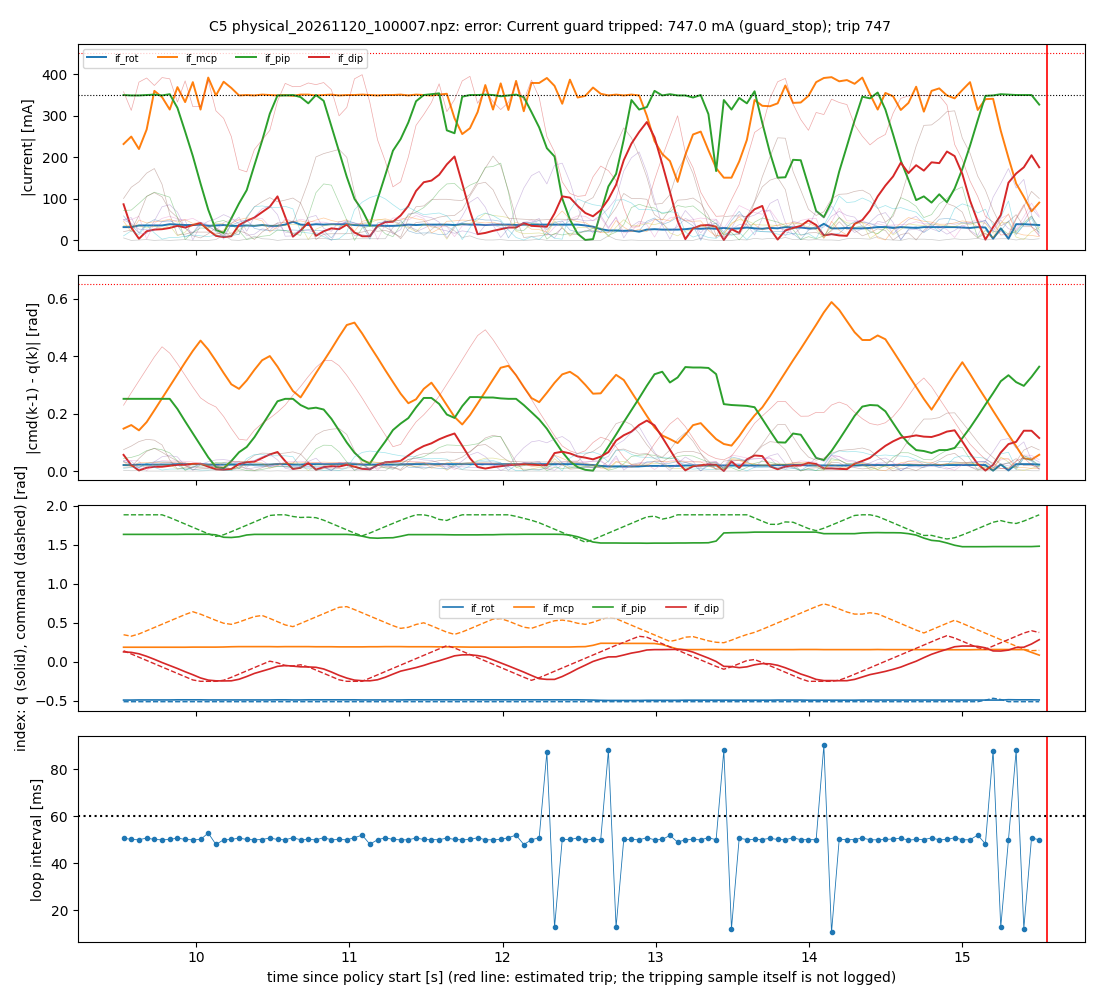 C5 physical_20261120_100007.npz: error: Current guard tripped: 747.0 mA (guard_stop); trip 747
if_rot if_mcp if_pip if_dip
|current| [mA]
400
300
200
100
0
10 11 12 13 14 15
|cmd(k-1) - q(k)| [rad]
0.6
0.4
0.2
0.0
index: q (solid), command (dashed) [rad]
2.0
1.5
1.0
0.5
0.0
−0.5
if_rot if_mcp if_pip if_dip
loop interval [ms]
80
60
40
20
time since policy start [s] (red line: estimated trip; the tripping sample itself is not logged)